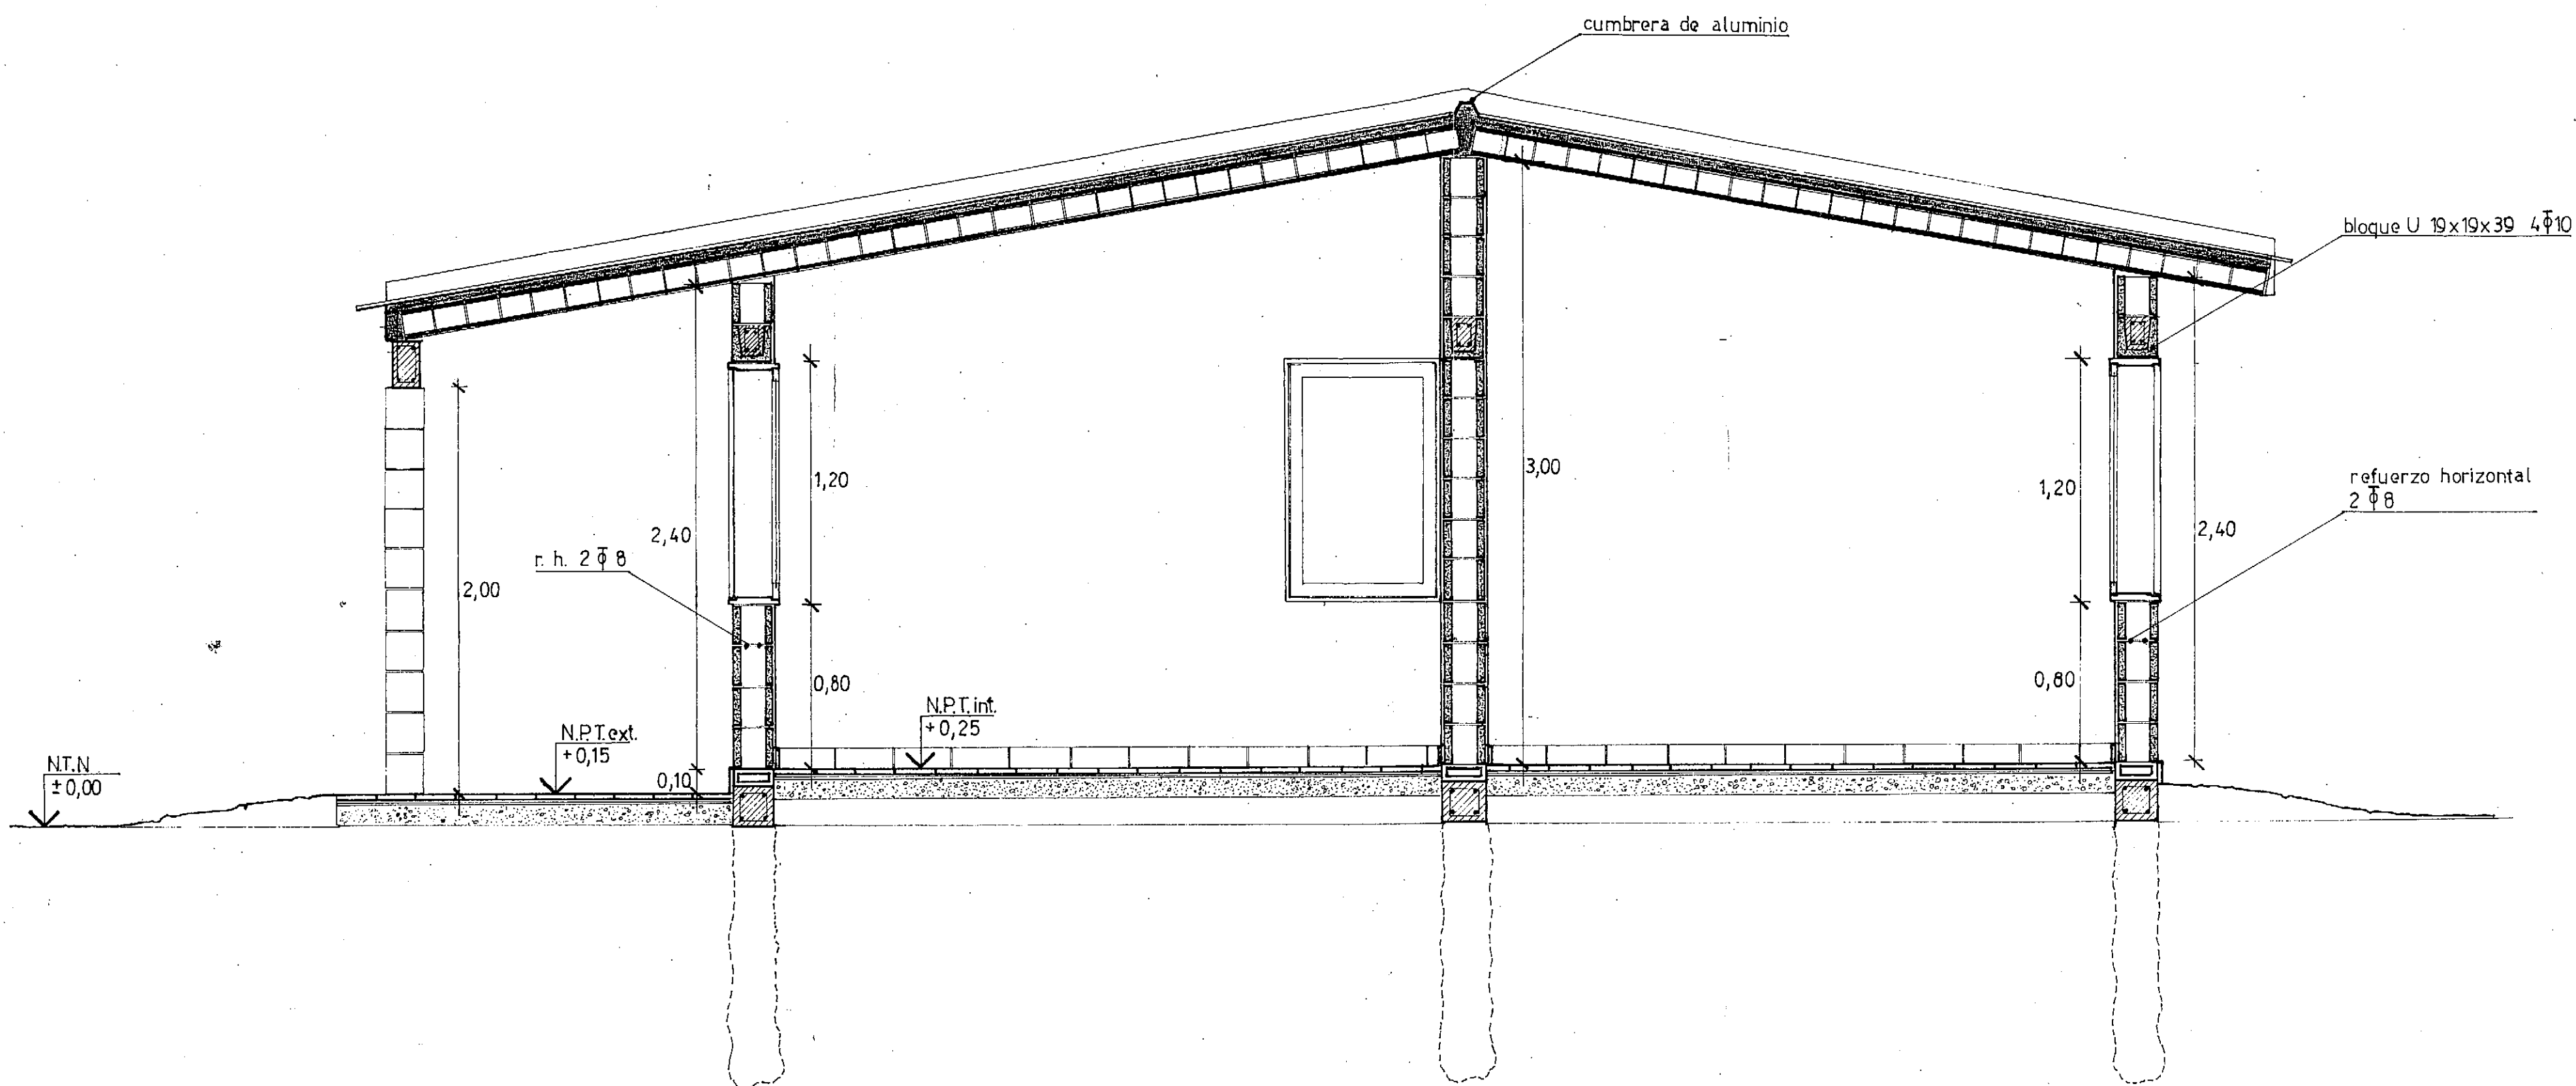 cumbrera de aluminio
bloque U 19x19x39 4φ10
refuerzo horizontal
2 φ 8
1,20
3,00
1,20
2,40
2,40
r. h. 2 φ 8
2,00
0,80
0,80
N.P.T. int.
+0,25
N.P.T. ext.
+0,15
N.T.N
±0,00
0,10